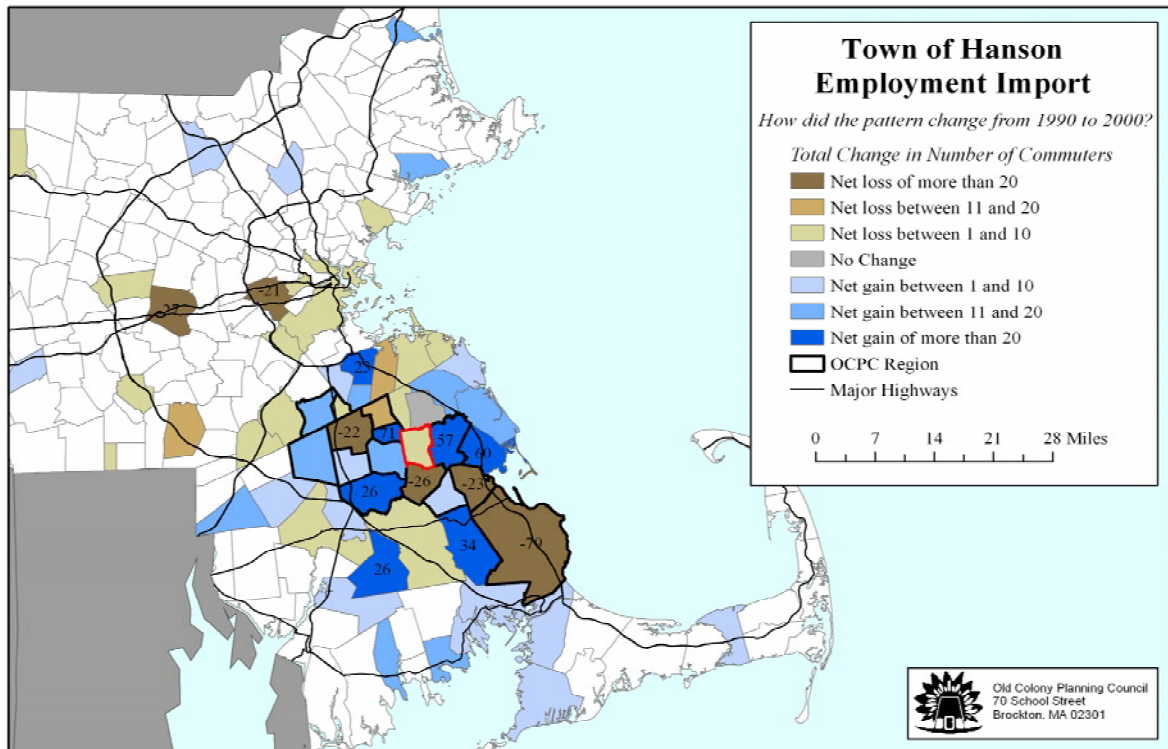 Town of Hanson
Employment Import
How did the pattern change from 1990 to 2000?
Total Change in Number of Commuters
Net loss of more than 20
Net loss between 11 and 20
Net loss between 1 and 10
No Change
Net gain between 1 and 10
Net gain between 11 and 20
Net gain of more than 20
OCPC Region
Major Highways
0 7 14 21 28 Miles
-21
-27
-22
71
57
60
-26
-23
26
34
26
Old Colony Planning Council
70 School Street
Brockton, MA 02301